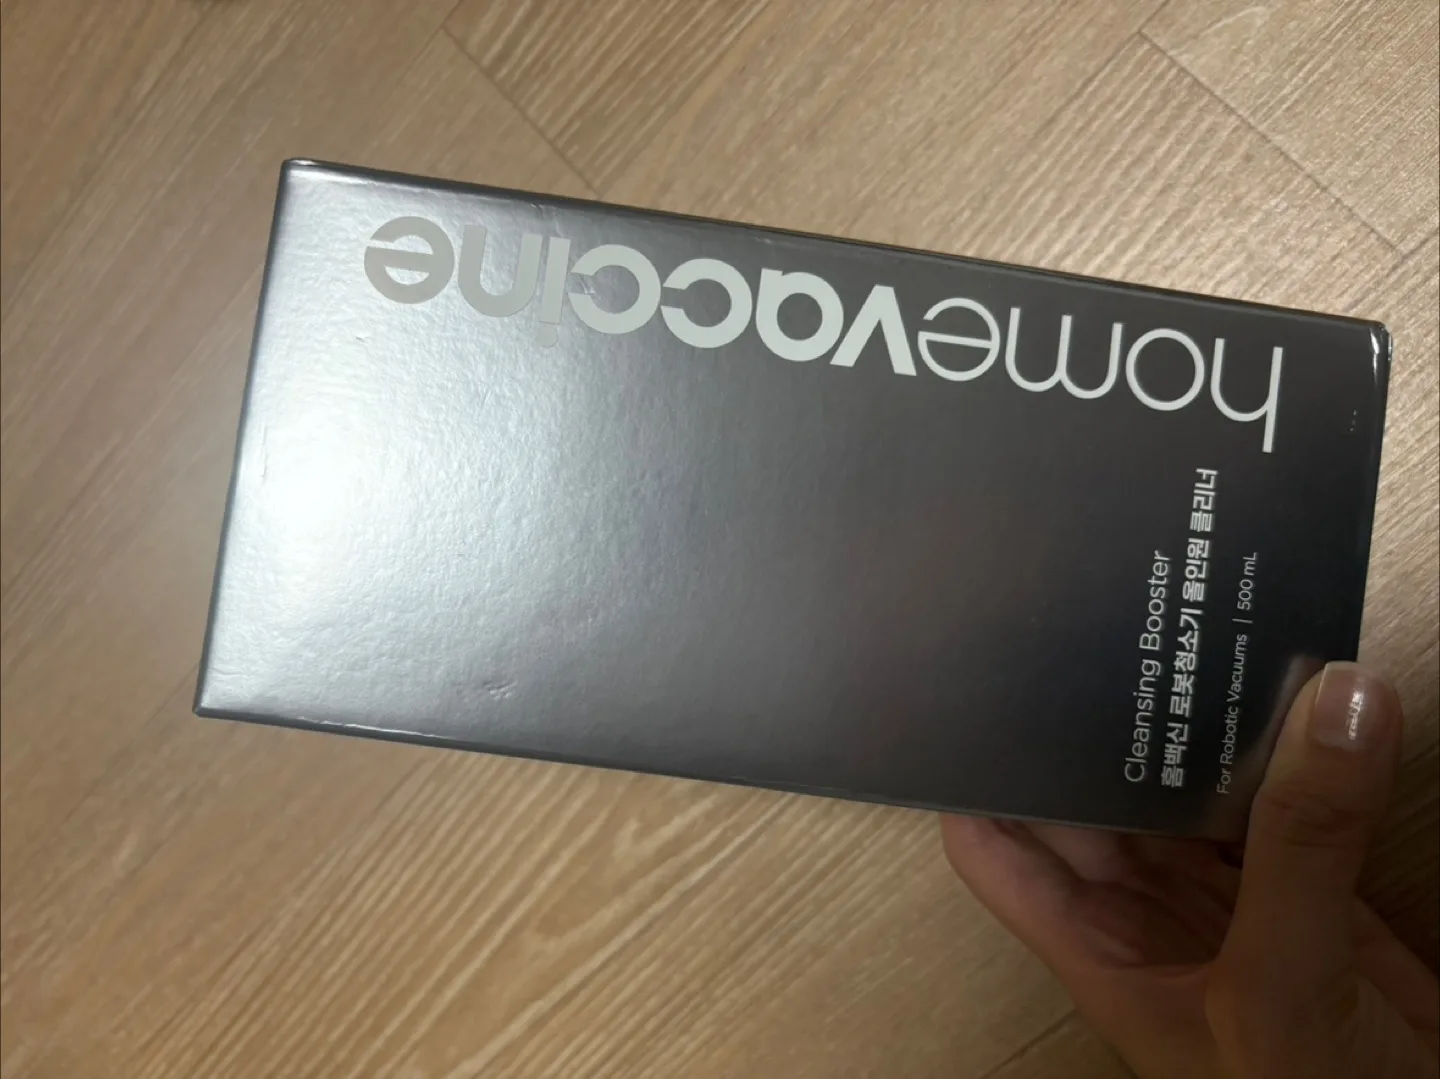 homevaccine
Cleansing Booster
홈백신 로봇청소기 올인원 클리너
For Robotic Vacuums | 500 mL